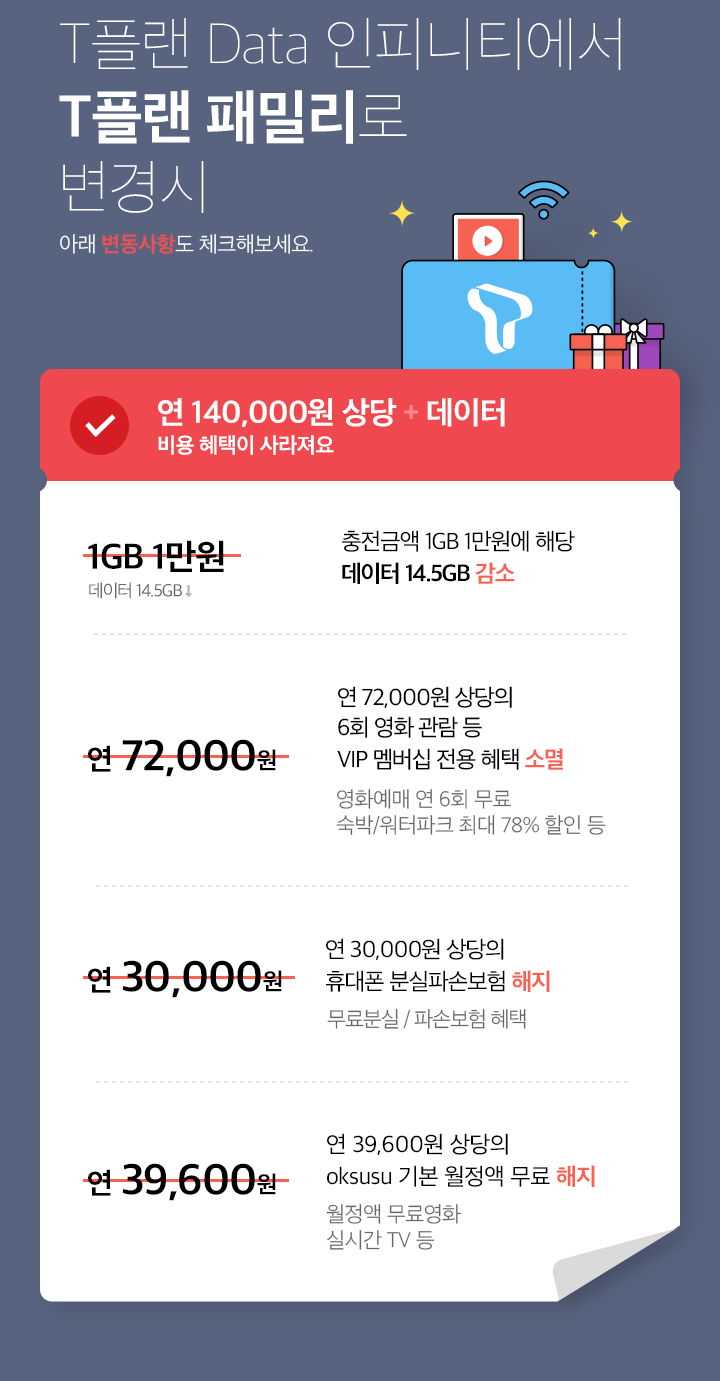 T플랜 Data 인피니티에서
T플랜 패밀리로
변경시
아래 변동사항도 체크해보세요.
연 140,000원 상당 + 데이터
비용 혜택이 사라져요
1GB 1만원
데이터 14.5GB↓
충전금액 1GB 1만원에 해당
데이터 14.5GB 감소
연 72,000원
연 72,000원 상당의
6회 영화 관람 등
VIP 멤버십 전용 혜택 소멸
영화예매 연 6회 무료
숙박/워터파크 최대 78% 할인 등
연 30,000원
연 30,000원 상당의
휴대폰 분실파손보험 해지
무료분실 / 파손보험 혜택
연 39,600원
연 39,600원 상당의
oksusu 기본 월정액 무료 해지
월정액 무료영화
실시간 TV 등